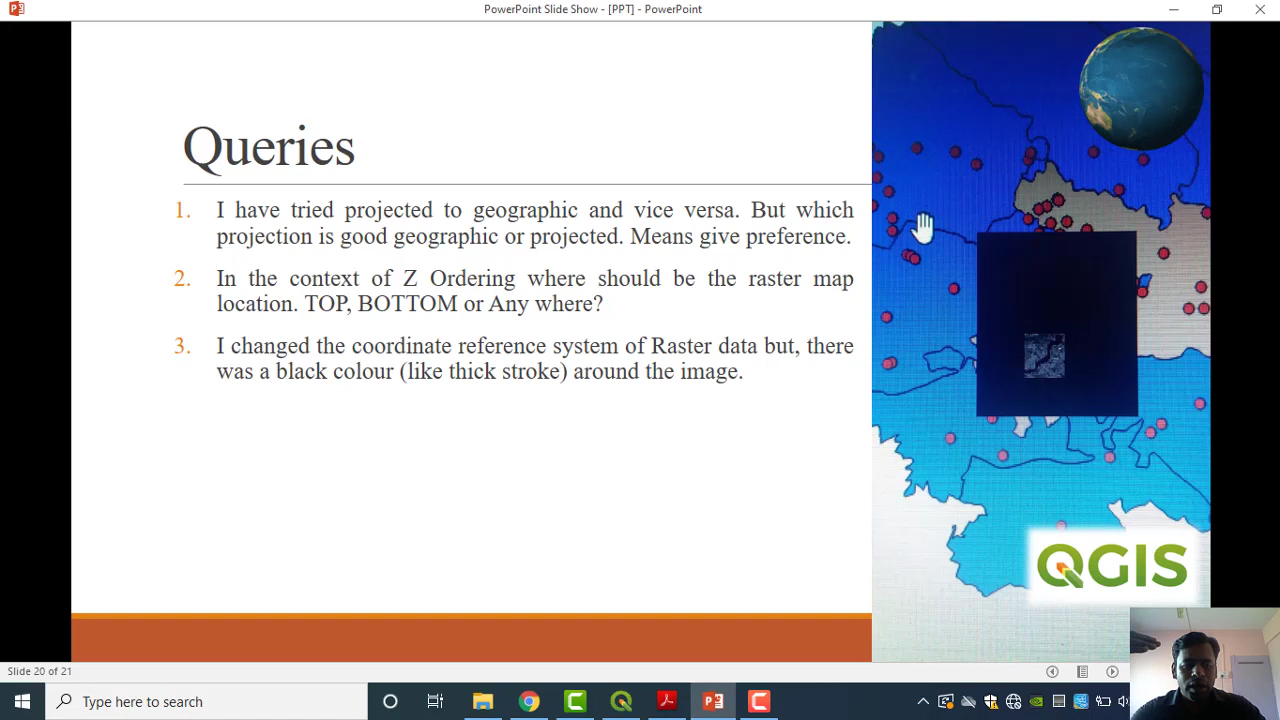 PowerPoint Slide Show - [PPT] - PowerPoint
Queries
1. I have tried projected to geographic and vice versa. But which
projection is good geographic or projected. Means give preference.
2. In the context of Z Ordering where should be the raster map
location. TOP, BOTTOM or Any where?
3. I changed the coordinate reference system of Raster data but, there
was a black colour (like thick stroke) around the image.
QGIS
Slide 20 of 21
Type here to search